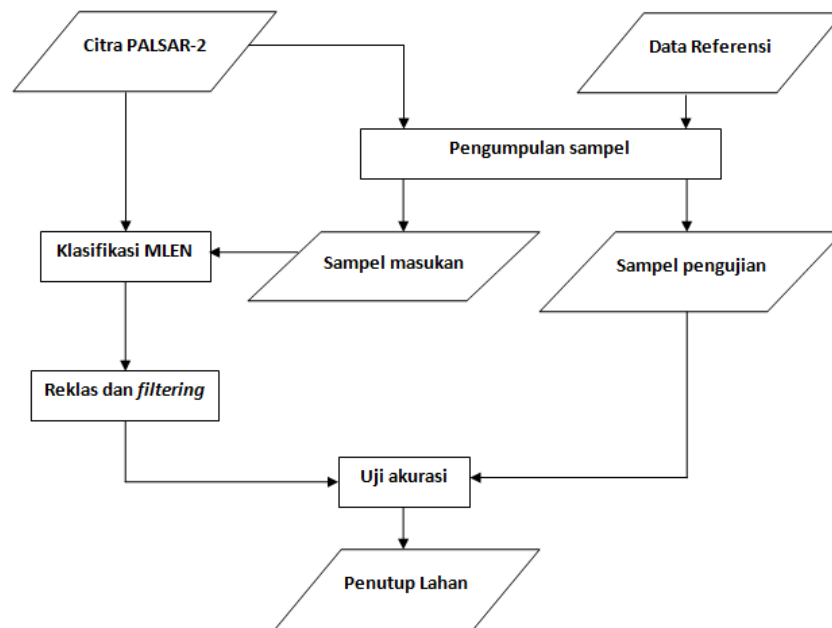 Citra PALSAR-2
Data Referensi
Pengumpulan sampel
Klasifikasi MLEN
Sampel masukan
Sampel pengujian
Reklas dan filtering
Uji akurasi
Penutup Lahan